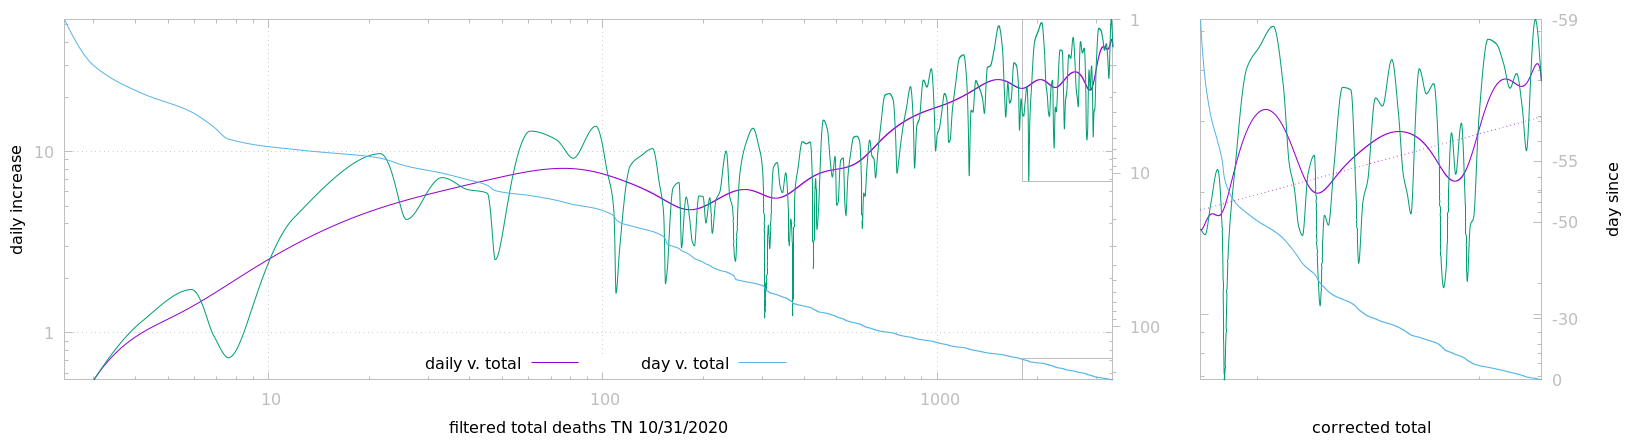 daily increase
10
1
10
100
1000
1
10
100
daily v. total
day v. total
filtered total deaths TN 10/31/2020
-59
-55
-50
-30
0
day since
corrected total